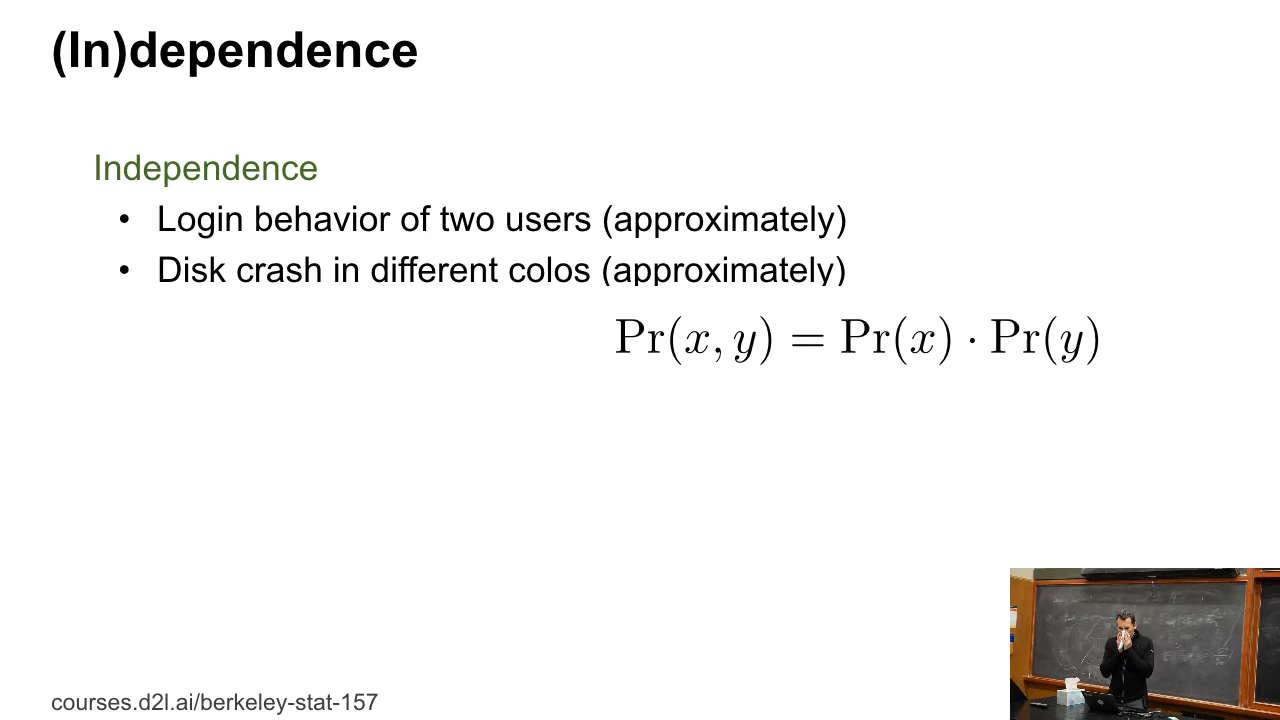 (In)dependence
Independence
• Login behavior of two users (approximately)
• Disk crash in different colos (approximately)
Pr(x, y) = Pr(x) · Pr(y)
courses.d2l.ai/berkeley-stat-157